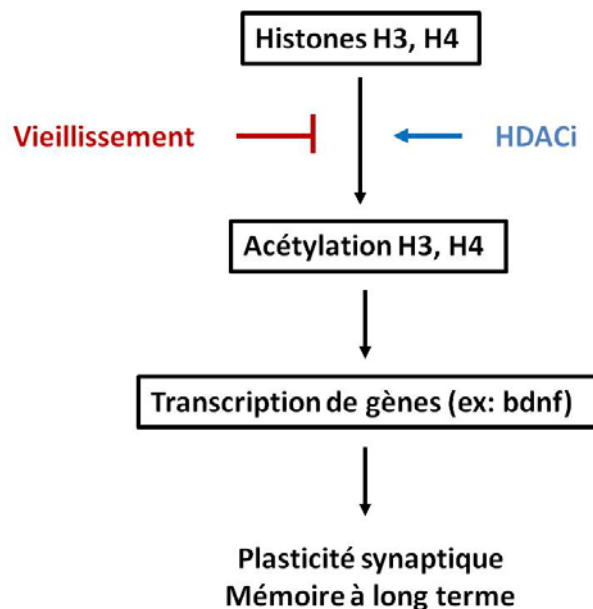 Histones H3, H4
Vieillissement
HDACi
Acétylation H3, H4
Transcription de gènes (ex: bdnf)
Plasticité synaptique
Mémoire à long terme